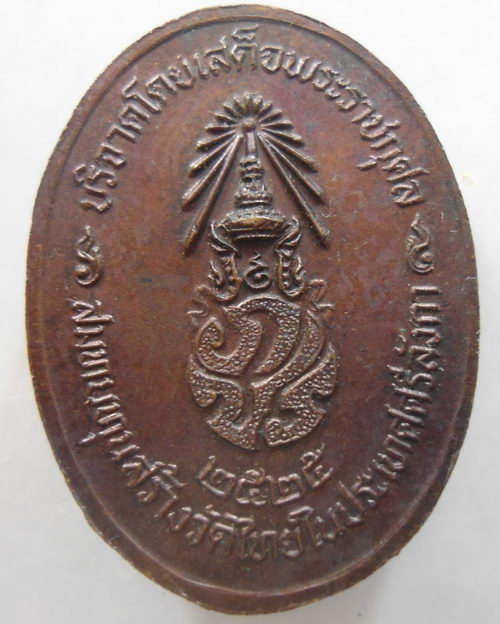 บริจาคโดยเสด็จพระราชกุศล
๒๕๒๕
สมทบทุนสร้างวัดไทยในประเทศศรีลังกา